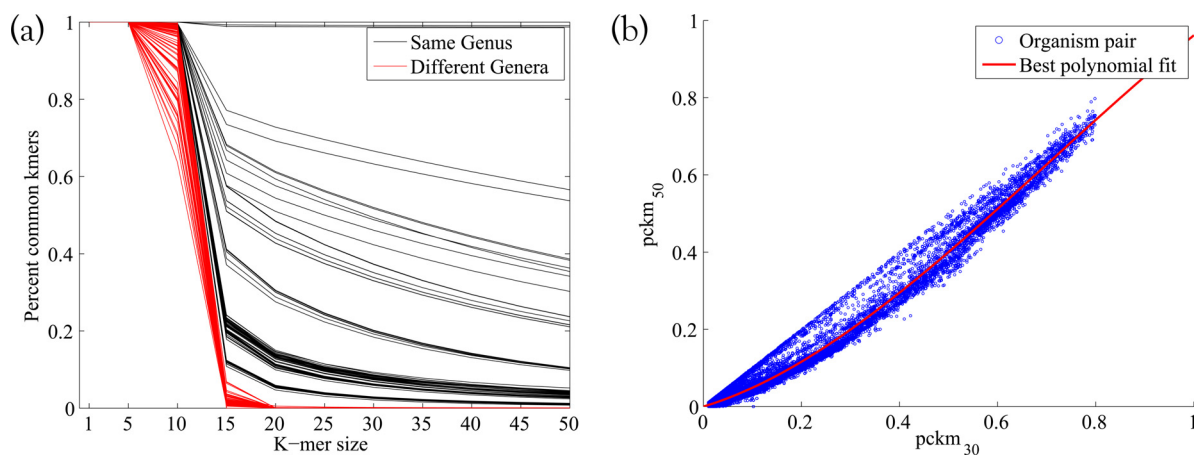 (a)
Percent common kmers
1
0.8
0.6
0.4
0.2
0
1 5 10 15 20 25 30 35 40 45 50
K-mer size
Same Genus
Different Genera
(b)
pckm50
1
0.8
0.6
0.4
0.2
0
0 0.2 0.4 0.6 0.8 1
pckm30
Organism pair
Best polynomial fit